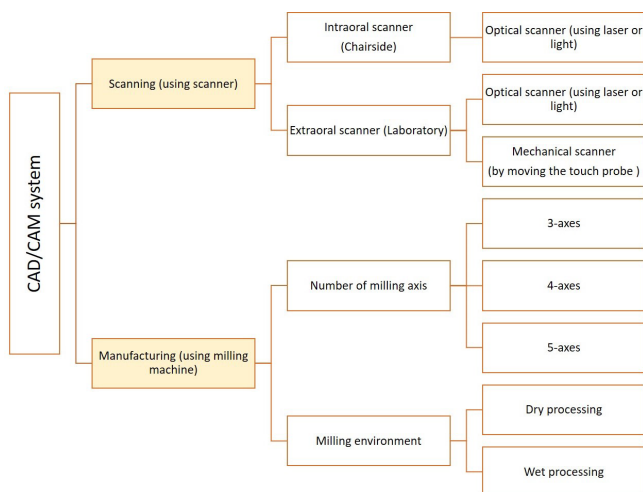 CAD/CAM system
Scanning (using scanner)
Intraoral scanner
(Chairside)
Optical scanner (using laser or
light)
Extraoral scanner (Laboratory)
Optical scanner (using laser or
light)
Mechanical scanner
(by moving the touch probe )
Manufacturing (using milling
machine)
Number of milling axis
3-axes
4-axes
5-axes
Milling environment
Dry processing
Wet processing